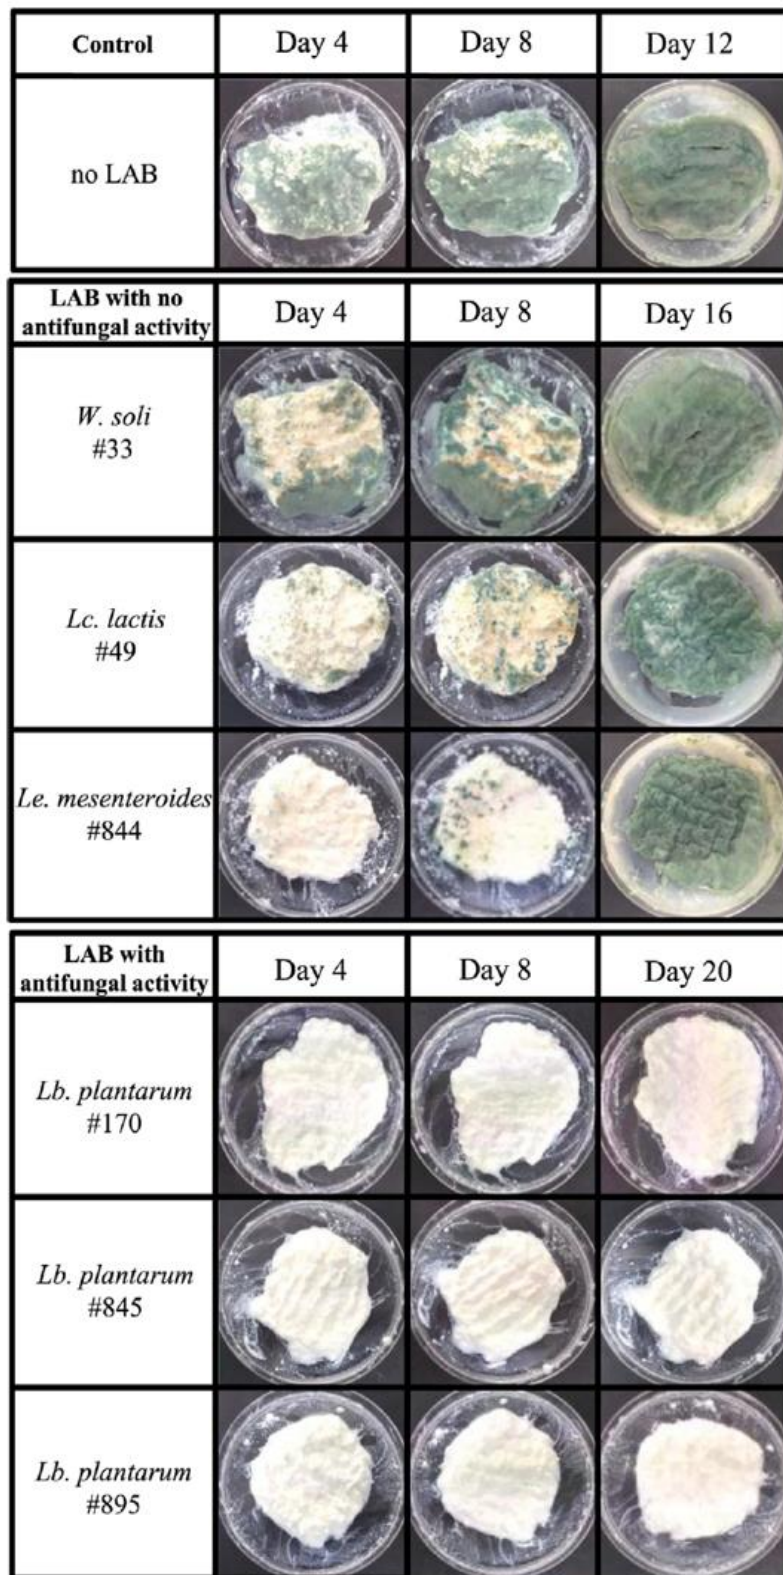 Control Day 4 Day 8 Day 12
no LAB
LAB with no
antifungal activity Day 4 Day 8 Day 16
W. soli
#33
Lc. lactis
#49
Le. mesenteroides
#844
LAB with
antifungal activity Day 4 Day 8 Day 20
Lb. plantarum
#170
Lb. plantarum
#845
Lb. plantarum
#895